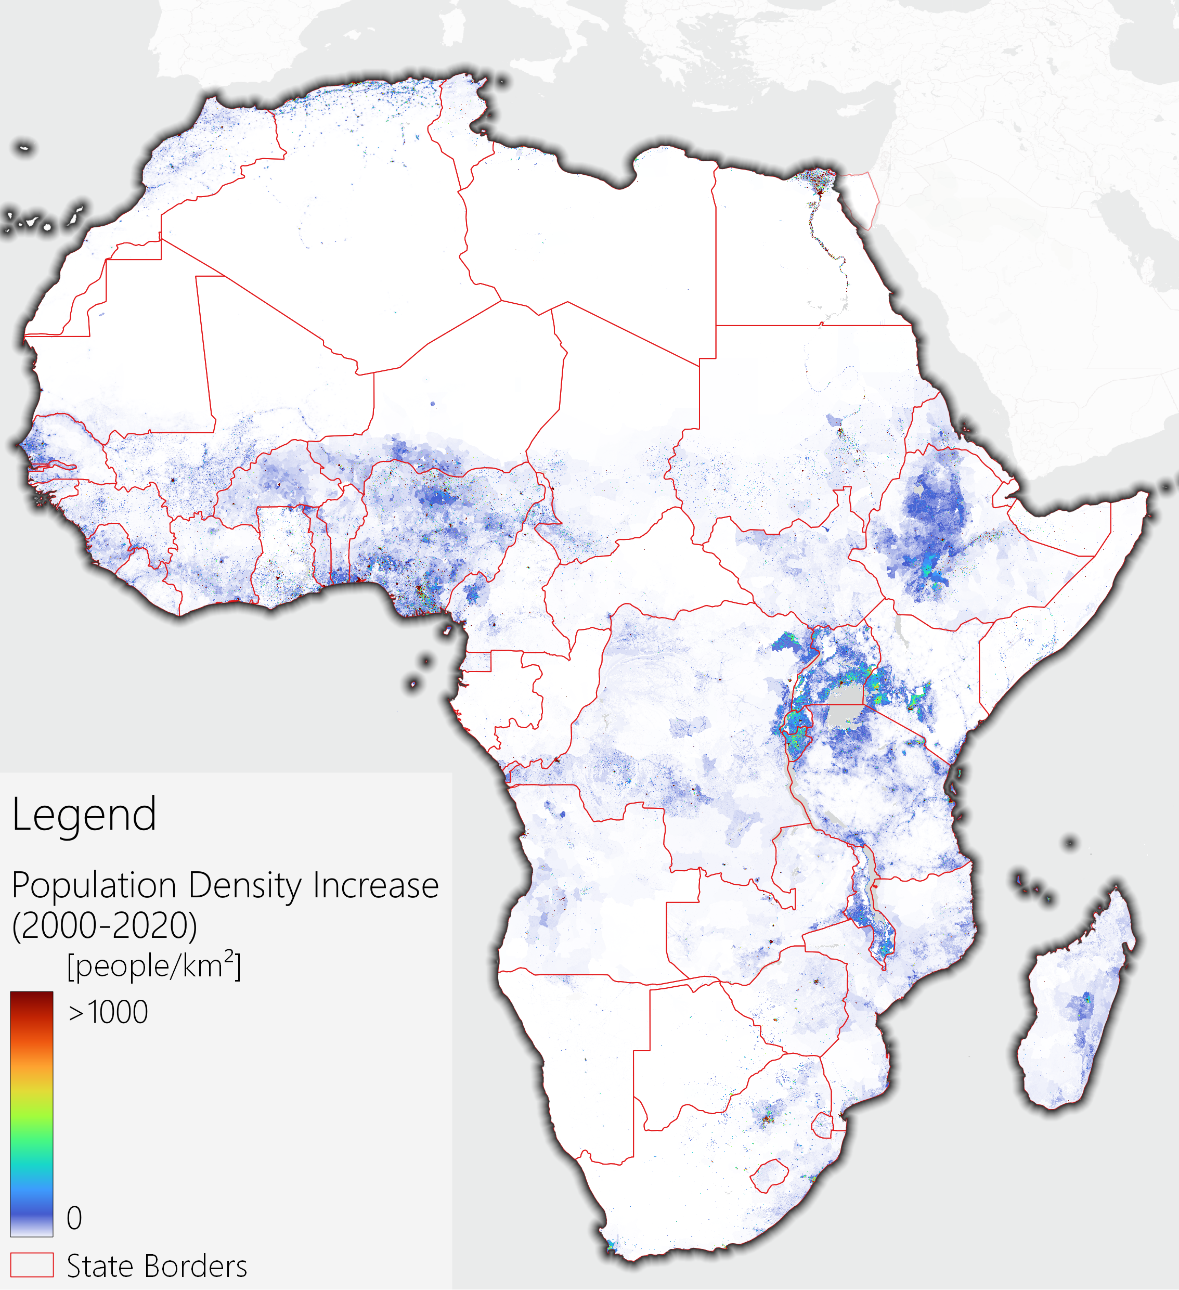 Legend
Population Density Increase
(2000-2020)
[people/km²]
>1000
0
State Borders